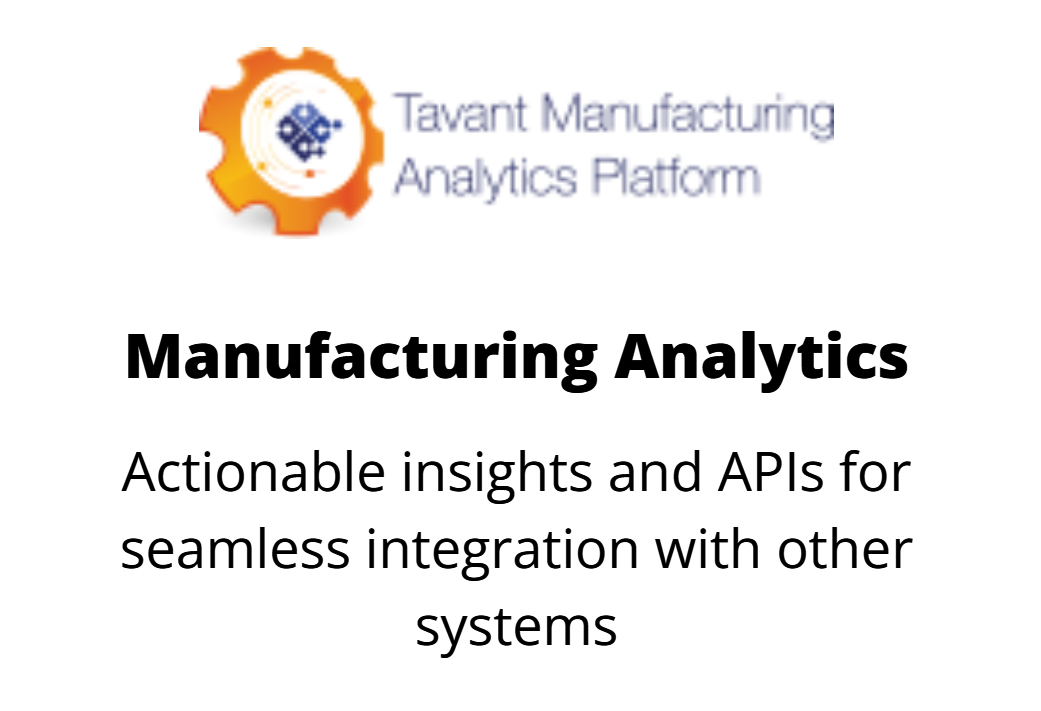 Tavant Manufacturing
Analytics Platform
Manufacturing Analytics
Actionable insights and APIs for
seamless integration with other
systems